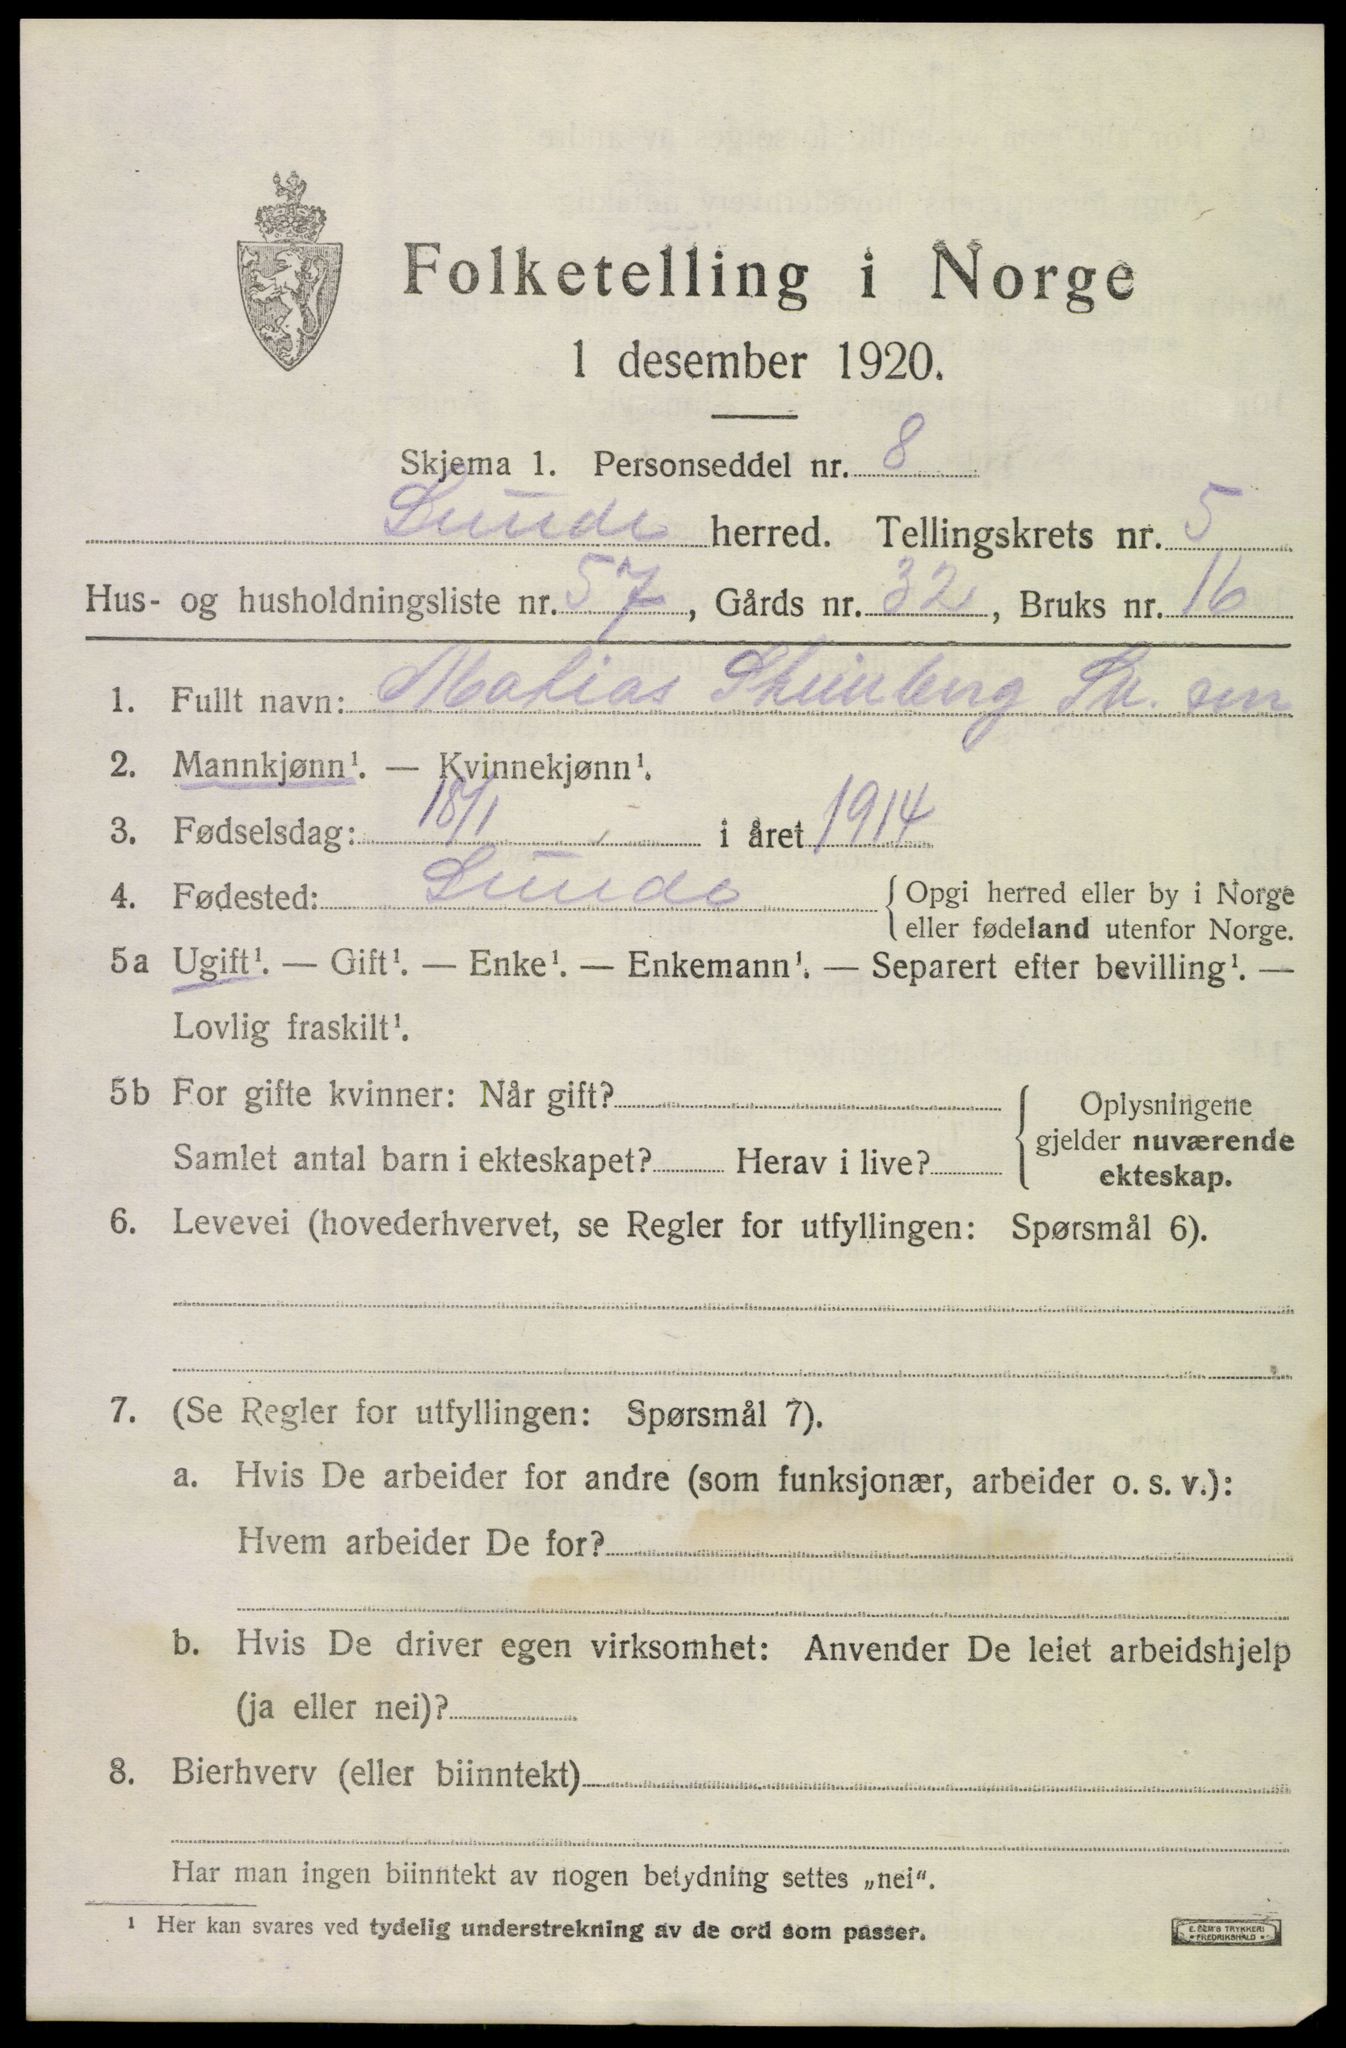 Folketelling i Norge
1 desember 1920.
Skjema 1. Personseddel nr. 8
Lunde herred. Tellingskrets nr. 5
Hus- og husholdningsliste nr. 57, Gårds nr. 32, Bruks nr. 16
1. Fullt navn: Matias
2. Mannkjønn¹. — Kvinnekjønn¹.
3. Fødselsdag: 18/1 i året 1914
4. Fødested: Lunde {Opgi herred eller by i Norge
eller fødeland utenfor Norge.
5a Ugift¹. — Gift¹. — Enke¹. — Enkemann¹. — Separert efter bevilling¹. —
Lovlig fraskilt¹.
5b For gifte kvinner: Når gift?
Samlet antal barn i ekteskapet? Herav i live?
Oplysningene
gjelder nuværende
ekteskap.
6. Levevei (hovederhvervet, se Regler for utfyllingen: Spørsmål 6).
7. (Se Regler for utfyllingen: Spørsmål 7).
a. Hvis De arbeider for andre (som funksjonær, arbeider o. s. v.):
Hvem arbeider De for?
b. Hvis De driver egen virksomhet: Anvender De leiet arbeidshjelp
(ja eller nei)?
8. Bierhverv (eller biinntekt)
Har man ingen biinntekt av nogen betydning settes „nei“.
¹ Her kan svares ved tydelig understrekning av de ord som passer.
E. SEM'S TRYKKERI
FREDRIKSHALD